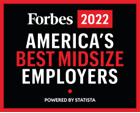 Forbes 2022
AMERICA'S
BEST MIDSIZE
EMPLOYERS
POWERED BY STATISTA